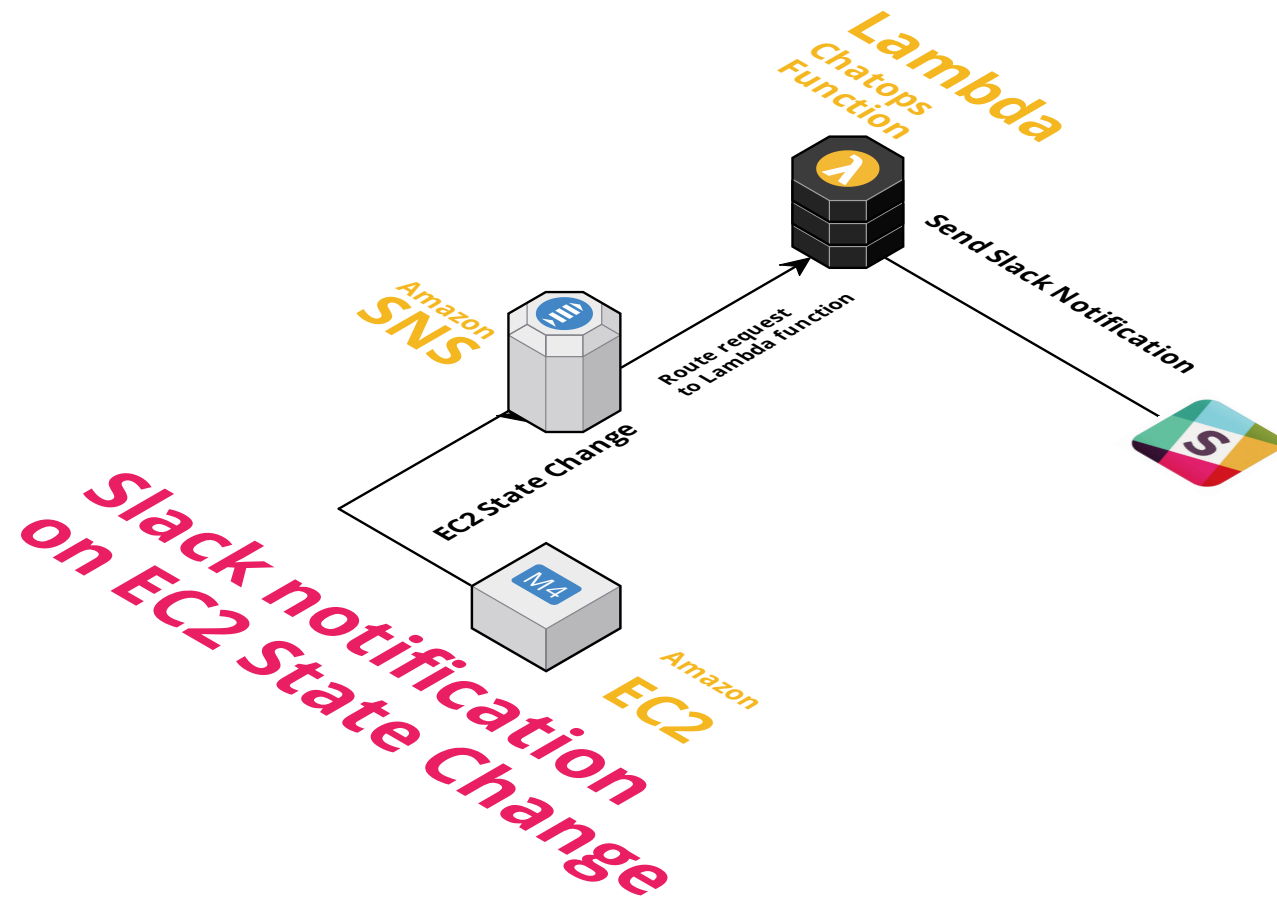 Lambda
Chatops
Function
Send Slack Notification
Amazon
SNS
Route request
to Lambda function
EC2 State Change
M4
Amazon
EC2
S
Slack notification
on EC2 State Change